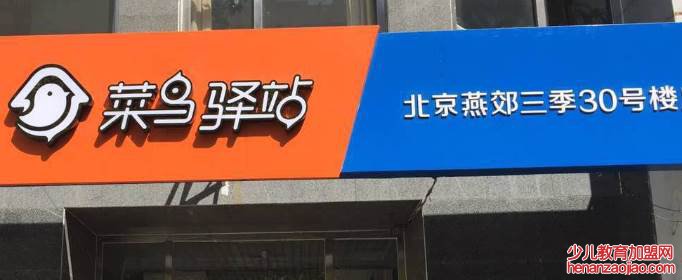 菜鸟驿站
北京燕郊三季30号楼
少儿教育加盟网
henanzaojiao.com